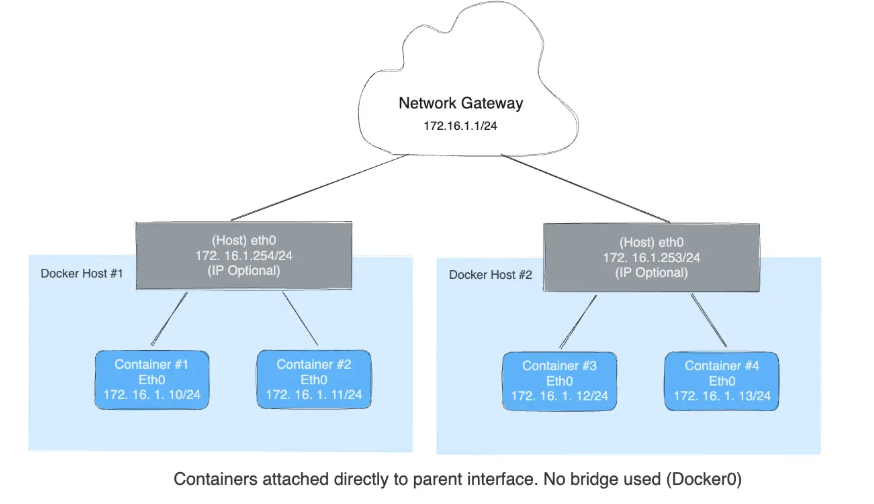 Network Gateway
172.16.1.1/24
(Host) eth0
172. 16.1.254/24
(IP Optional)
Docker Host #1
Container #1
Eth0
172. 16. 1. 10/24
Container #2
Eth0
172. 16. 1. 11/24
(Host) eth0
172. 16.1.253/24
(IP Optional)
Docker Host #2
Container #3
Eth0
172. 16. 1. 12/24
Container #4
Eth0
172. 16. 1. 13/24
Containers attached directly to parent interface. No bridge used (Docker0)